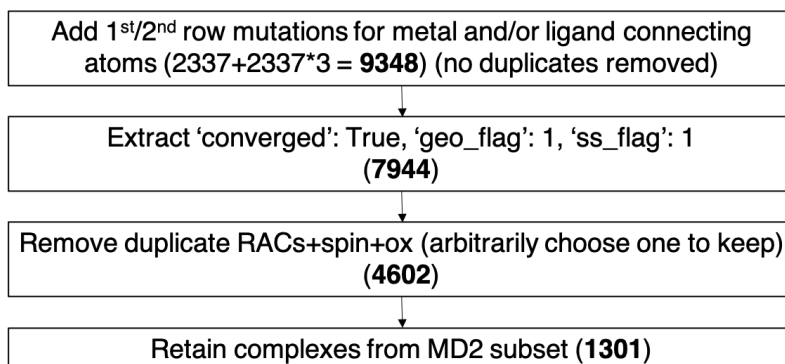 Add 1st/2nd row mutations for metal and/or ligand connecting
atoms (2337+2337*3 = 9348) (no duplicates removed)
Extract ‘converged’: True, ‘geo_flag’: 1, ‘ss_flag’: 1
(7944)
Remove duplicate RACs+spin+ox (arbitrarily choose one to keep)
(4602)
Retain complexes from MD2 subset (1301)